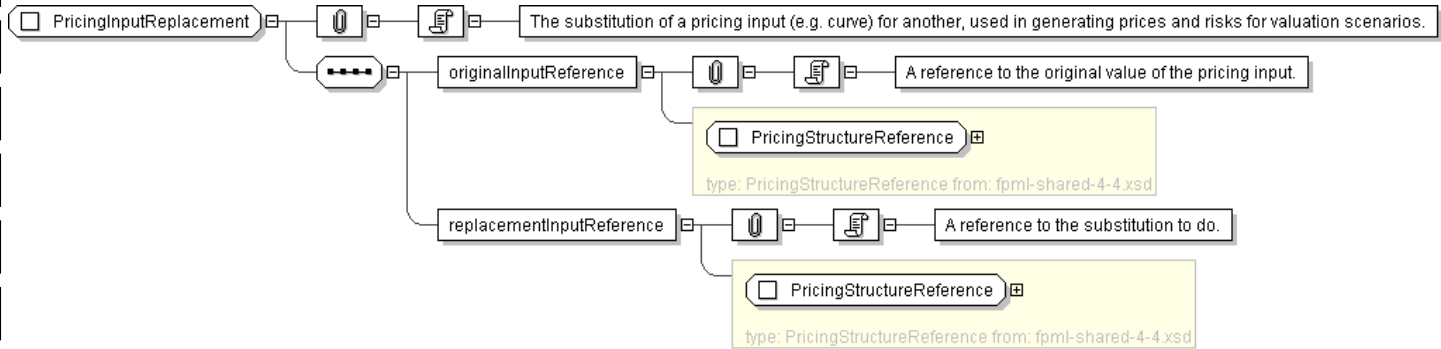 PricingInputReplacement
The substitution of a pricing input (e.g. curve) for another, used in generating prices and risks for valuation scenarios.
originalInputReference
A reference to the original value of the pricing input.
PricingStructureReference
type: PricingStructureReference from: fpml-shared-4-4.xsd
replacementInputReference
A reference to the substitution to do.
PricingStructureReference
type: PricingStructureReference from: fpml-shared-4-4.xsd